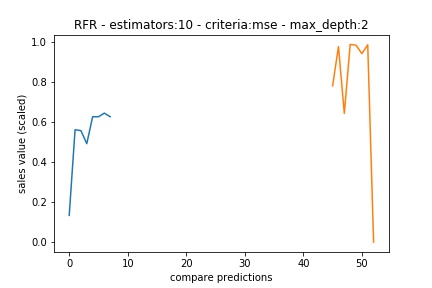 RFR - estimators:10 - criteria:mse - max_depth:2
1.0
0.8
0.6
0.4
0.2
0.0
sales value (scaled)
0 10 20 30 40 50
compare predictions